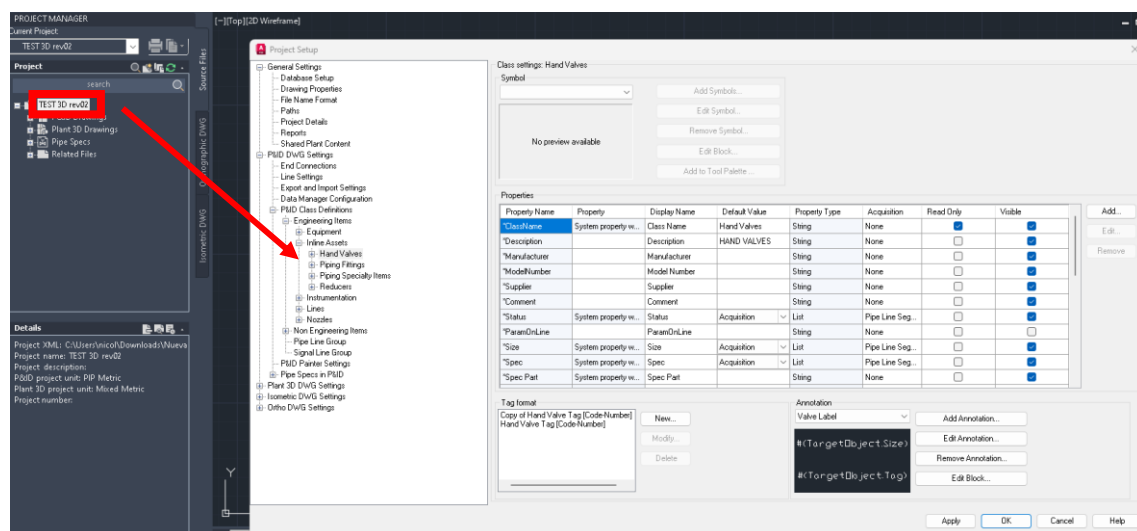 PROJECT MANAGER
Current Project:
TEST 3D rev02
Project
search
TEST 3D rev02
Plant 3D Drawings
Pipe Specs
Related Files
Source Files
Orthographic DWG
Isometric DWG
Details
Project XML: C:\Users\nicol\Downloads\Nueva
Project name: TEST 3D rev02
Project description:
P&ID project unit: PIP Metric
Plant 3D project unit: Mixed Metric
Project number:
[-][Top][2D Wireframe]
Y
Project Setup
General Settings
Database Setup
Drawing Properties
File Name Format
Paths
Project Details
Reports
Shared Plant Content
P&ID DWG Settings
End Connections
Line Settings
Export and Import Settings
Data Manager Configuration
P&ID Class Definitions
Engineering Items
Equipment
Inline Assets
Hand Valves
Piping Fittings
Piping Specialty Items
Reducers
Instrumentation
Lines
Nozzles
Non Engineering Items
Pipe Line Group
Signal Line Group
P&ID Painter Settings
Pipe Specs in P&ID
Plant 3D DWG Settings
Isometric DWG Settings
Ortho DWG Settings
Class settings: Hand Valves
Symbol
No preview available
Add Symbols...
Edit Symbol...
Remove Symbol...
Edit Block...
Add to Tool Palette ...
Properties
Property Name Property Display Name Default Value Property Type Acquisition Read Only Visible
"ClassName System property w... Class Name Hand Valves String None
"Description Description HAND VALVES String None
"Manufacturer Manufacturer String None
"ModelNumber Model Number String None
"Supplier Supplier String None
"Comment Comment String None
"Status System property w... Status Acquisition List Pipe Line Seg...
"ParamOnLine ParamOnLine String None
"Size System property w... Size Acquisition List Pipe Line Seg...
"Spec System property w... Spec Acquisition List Pipe Line Seg...
"Spec Part System property w... Spec Part String None
Add...
Edit...
Remove
Tag format
Copy of Hand Valve Tag [Code-Number]
Hand Valve Tag [Code-Number]
New...
Modify...
Delete
Annotation
Valve Label
#(TargetObject.Size)
#(TargetObject.Tag)
Add Annotation...
Edit Annotation...
Remove Annotation...
Edit Block...
Apply OK Cancel Help